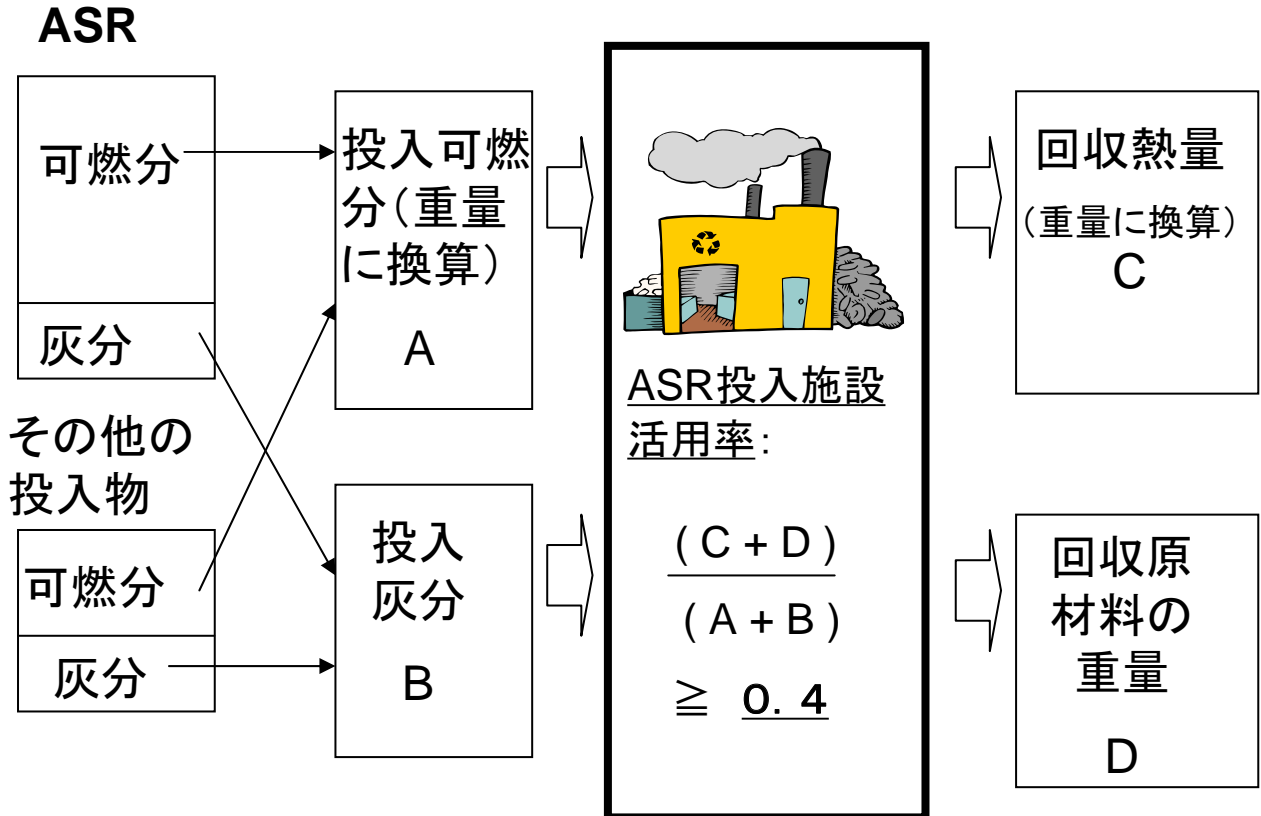 ASR
可燃分
灰分
その他の
投入物
可燃分
灰分
投入可燃
分(重量
に換算)
A
投入
灰分
B
ASR投入施設
活用率:
(C+D)
(A+B)
≧ 0.4
回収熱量
(重量に換算)
C
回収原
材料の
重量
D